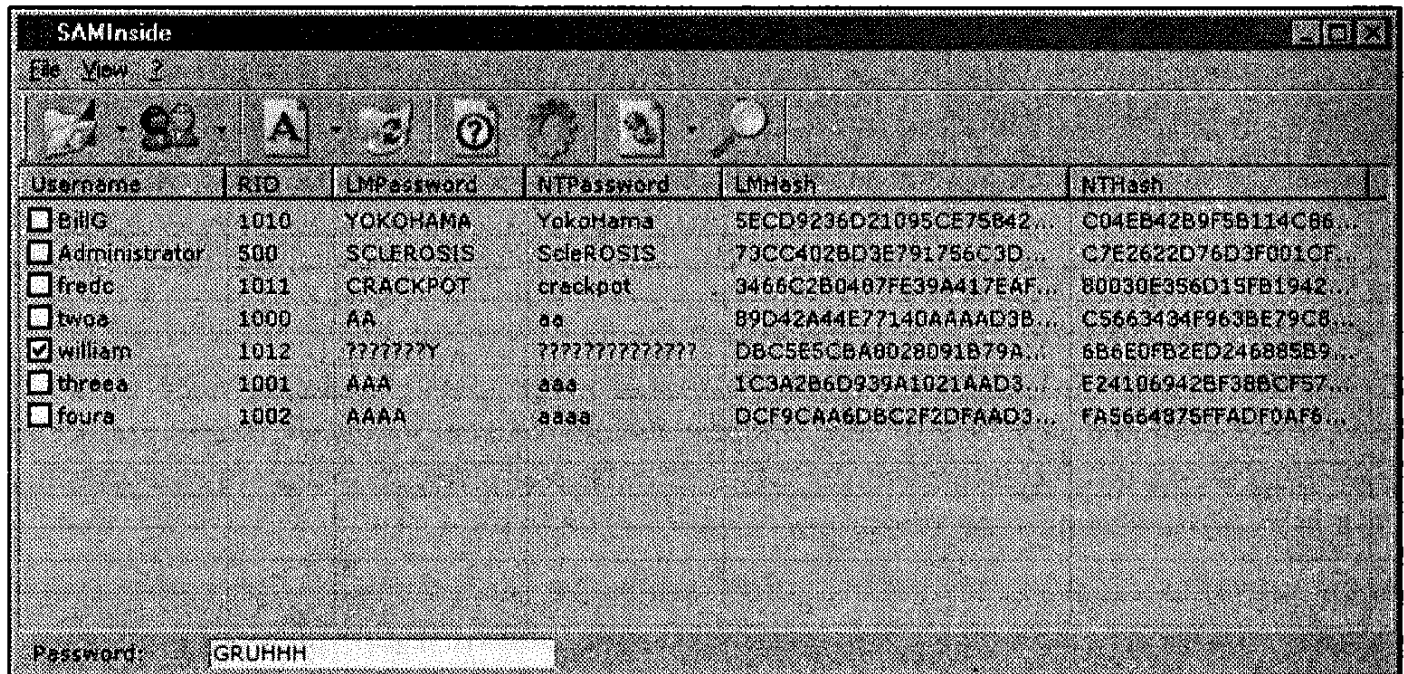 SAMInside
File View ?
Username RID LMPassword NTPassword LMHash NTHash
BillG 1010 YOKOHAMA YokoHama 5ECD9236D21095CE75B42... C04EB42B9F5B114C86...
Administrator 500 SCLEROSIS ScleROSIS 73CC402BD3E791756C3D... C7E2622D76D3F001CF...
fredc 1011 CRACKPOT crackpot 3466C2B0487FE39A417EAF... 80030E356D15FB1942...
twoa 1000 AA aa 89D42A44E77140AAAAD3B... C5663434F963BE79C8...
william 1012 ???????Y ?????????????? DBC5E5CBA8028091B79A... 6B6E0FB2ED246885B9...
threea 1001 AAA aaa 1C3A2B6D939A1021AAD3... E24106942BF38BCF57...
foura 1002 AAAA aaaa DCF9CAA6DBC2F2DFAAD3... FA5664875FFADF0AF6...
Password: GRUHHH